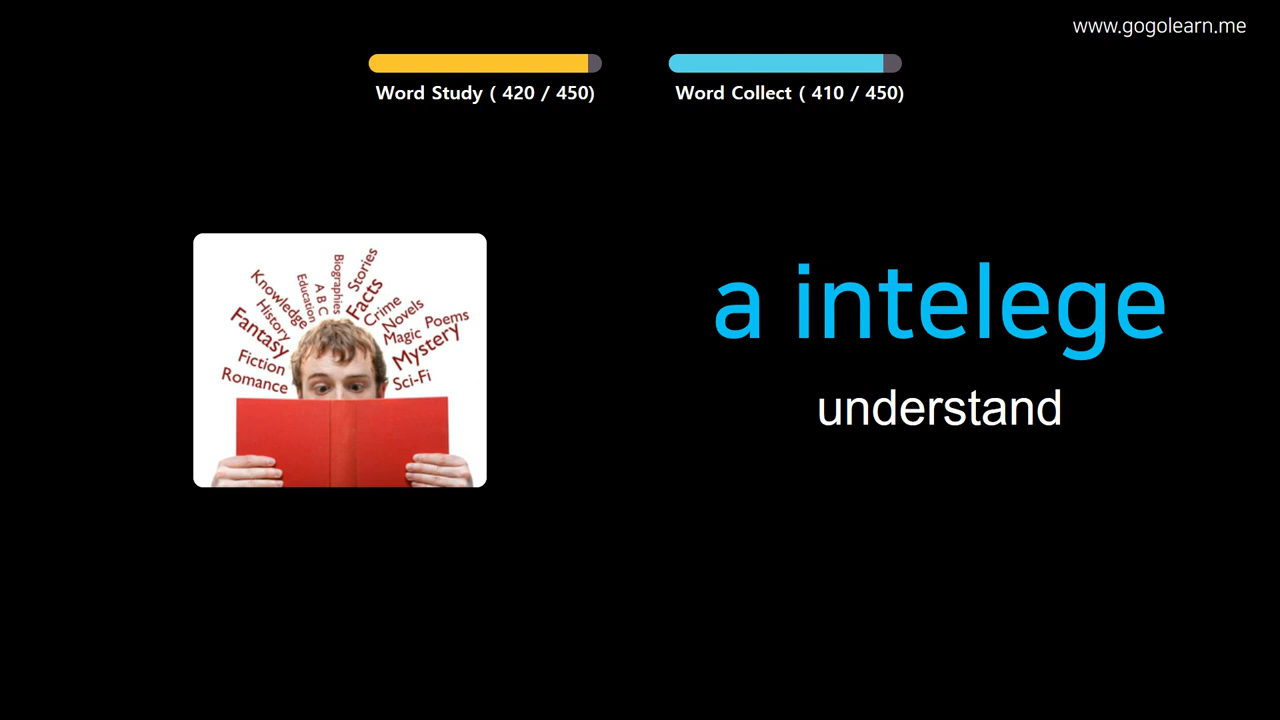 www.gogolearn.me
Word Study ( 420 / 450)
Word Collect ( 410 / 450)
a intelege
understand
Stories
Biographies
Facts
A B C
Education
Knowledge
History
Crime
Novels
Fantasy
Magic
Poems
Mystery
Fiction
Romance
Sci-Fi